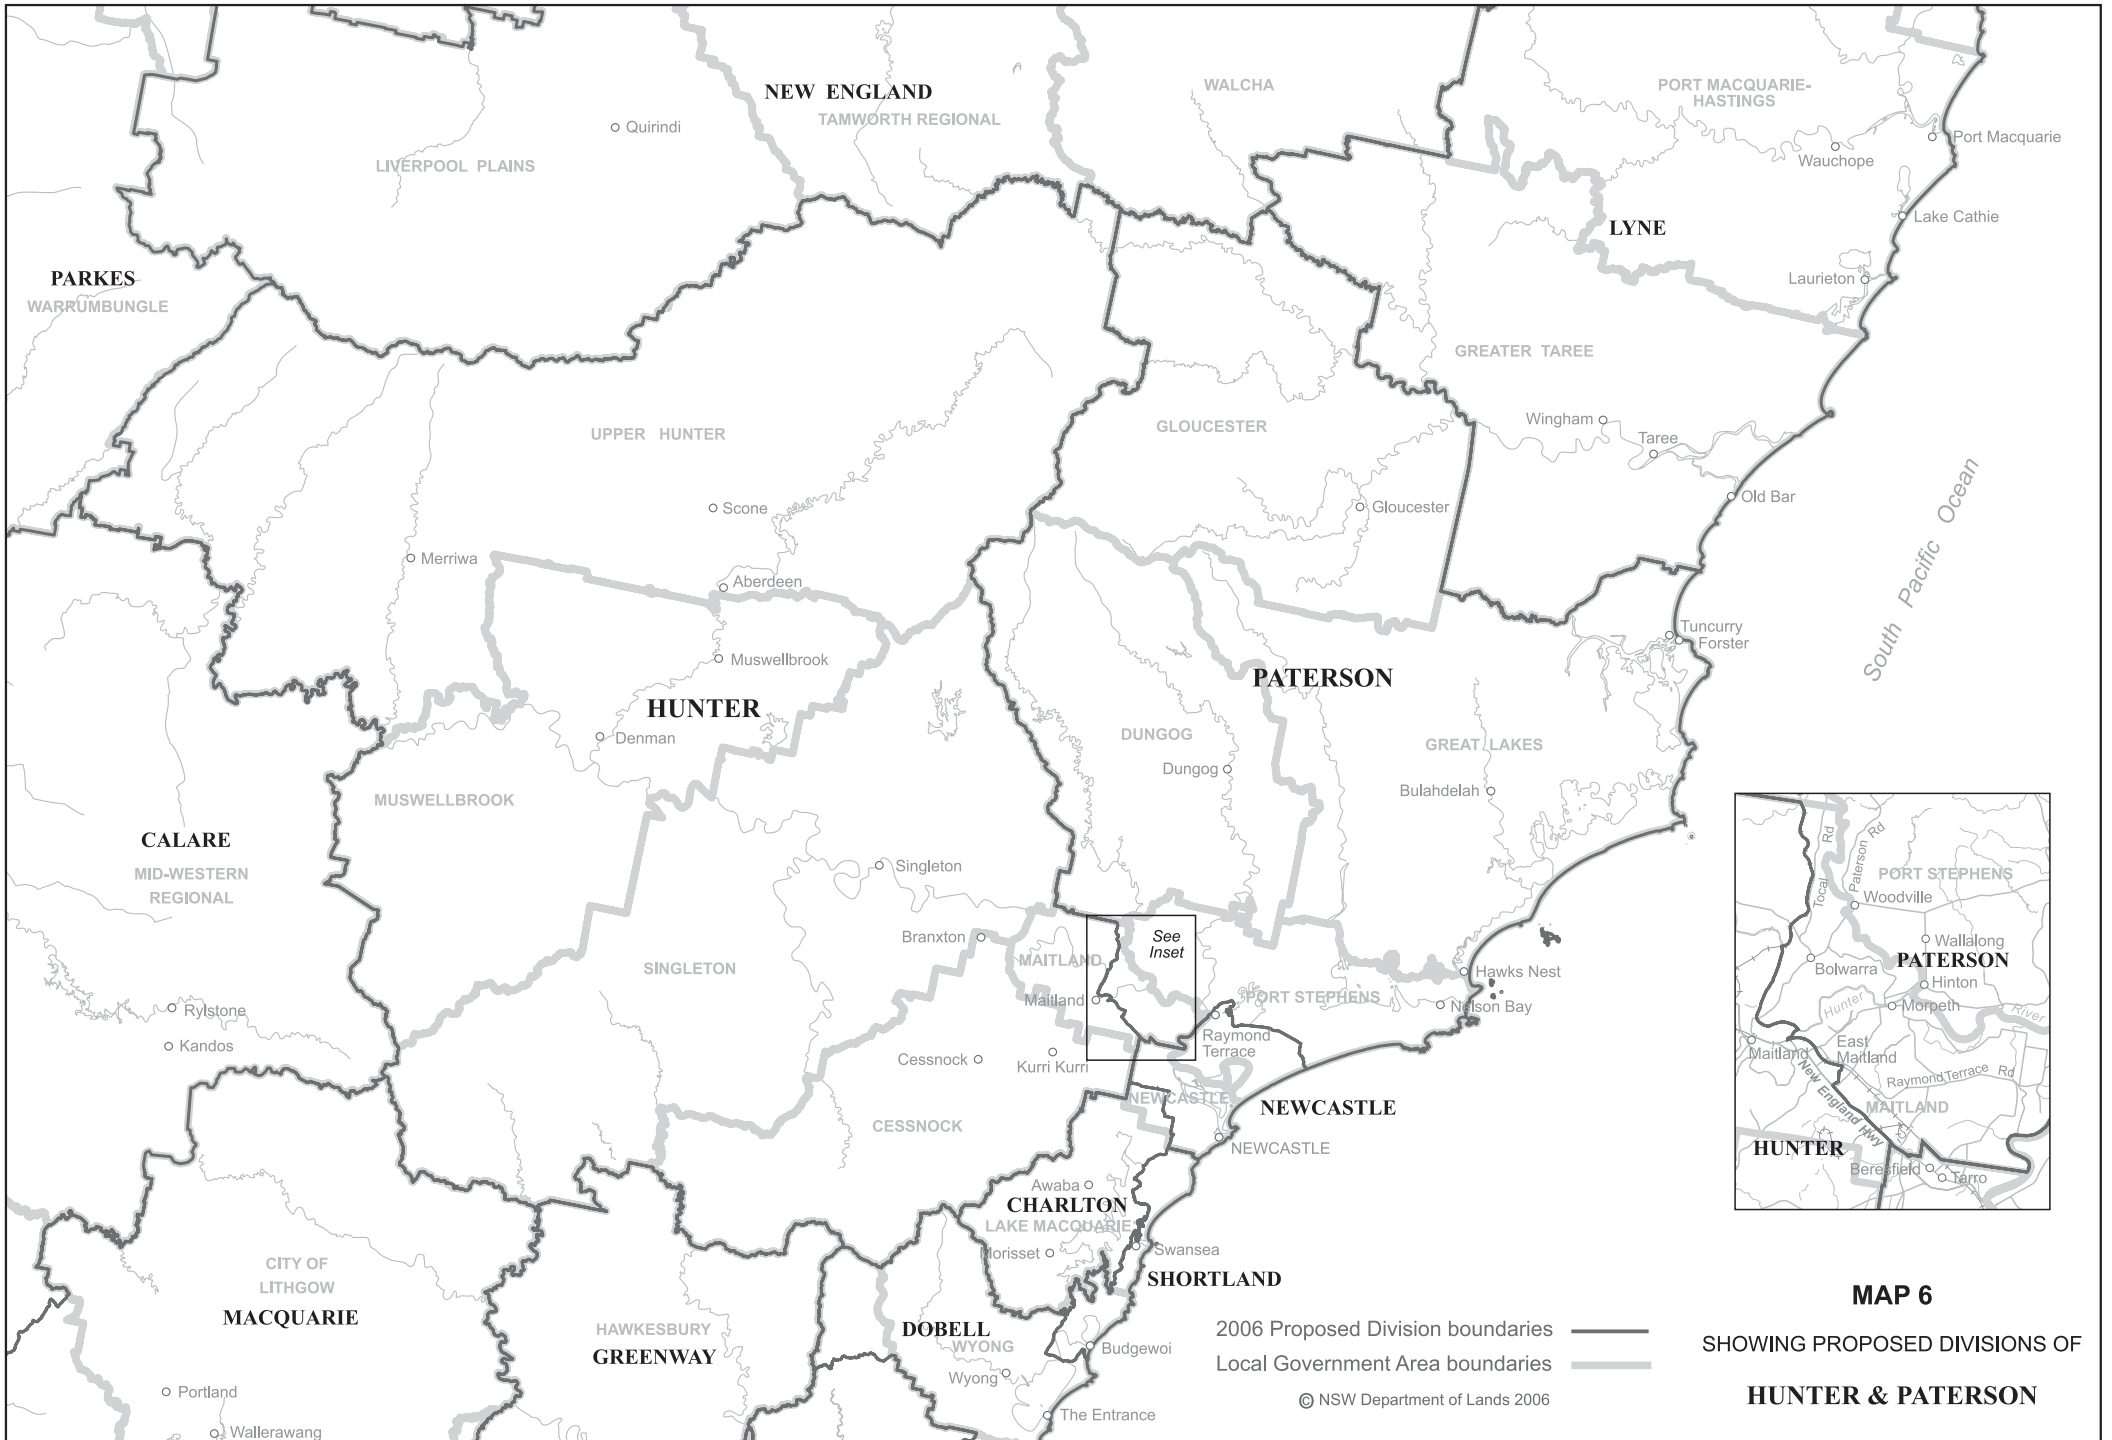 NEW ENGLAND
TAMWORTH REGIONAL
WALCHA
PORT MACQUARIE-
HASTINGS
Quirindi
LIVERPOOL PLAINS
Port Macquarie
Wauchope
Lake Cathie
LYNE
PARKES
WARRUMBUNGLE
Laurieton
GREATER TAREE
UPPER HUNTER
GLOUCESTER
Wingham
Taree
Old Bar
Scone
Gloucester
South Pacific Ocean
Merriwa
Aberdeen
Tuncurry
Forster
Muswellbrook
PATERSON
HUNTER
Denman
DUNGOG
Dungog
GREAT LAKES
Bulahdelah
MUSWELLBROOK
CALARE
MID-WESTERN
REGIONAL
Singleton
Branxton
MAITLAND
See
Inset
SINGLETON
Hawks Nest
Maitland
PORT STEPHENS
Nelson Bay
Rylstone
Kandos
Cessnock
Kurri Kurri
Raymond
Terrace
NEWCASTLE
NEWCASTLE
CESSNOCK
NEWCASTLE
Awaba
CHARLTON
LAKE MACQUARIE
Morisset
Swansea
SHORTLAND
CITY OF
LITHGOW
MACQUARIE
HAWKESBURY
GREENWAY
DOBELL
WYONG
Budgewoi
Wyong
The Entrance
Portland
Wallerawang
Tocal Rd
Paterson Rd
PORT STEPHENS
Woodville
Wallalong
PATERSON
Bolwarra
Hinton
Hunter
Morpeth
River
Maitland
East
Maitland
Raymond Terrace Rd
New England Hwy
MAITLAND
HUNTER
Beresfield
Tarro
2006 Proposed Division boundaries
Local Government Area boundaries
© NSW Department of Lands 2006
MAP 6
SHOWING PROPOSED DIVISIONS OF
HUNTER & PATERSON